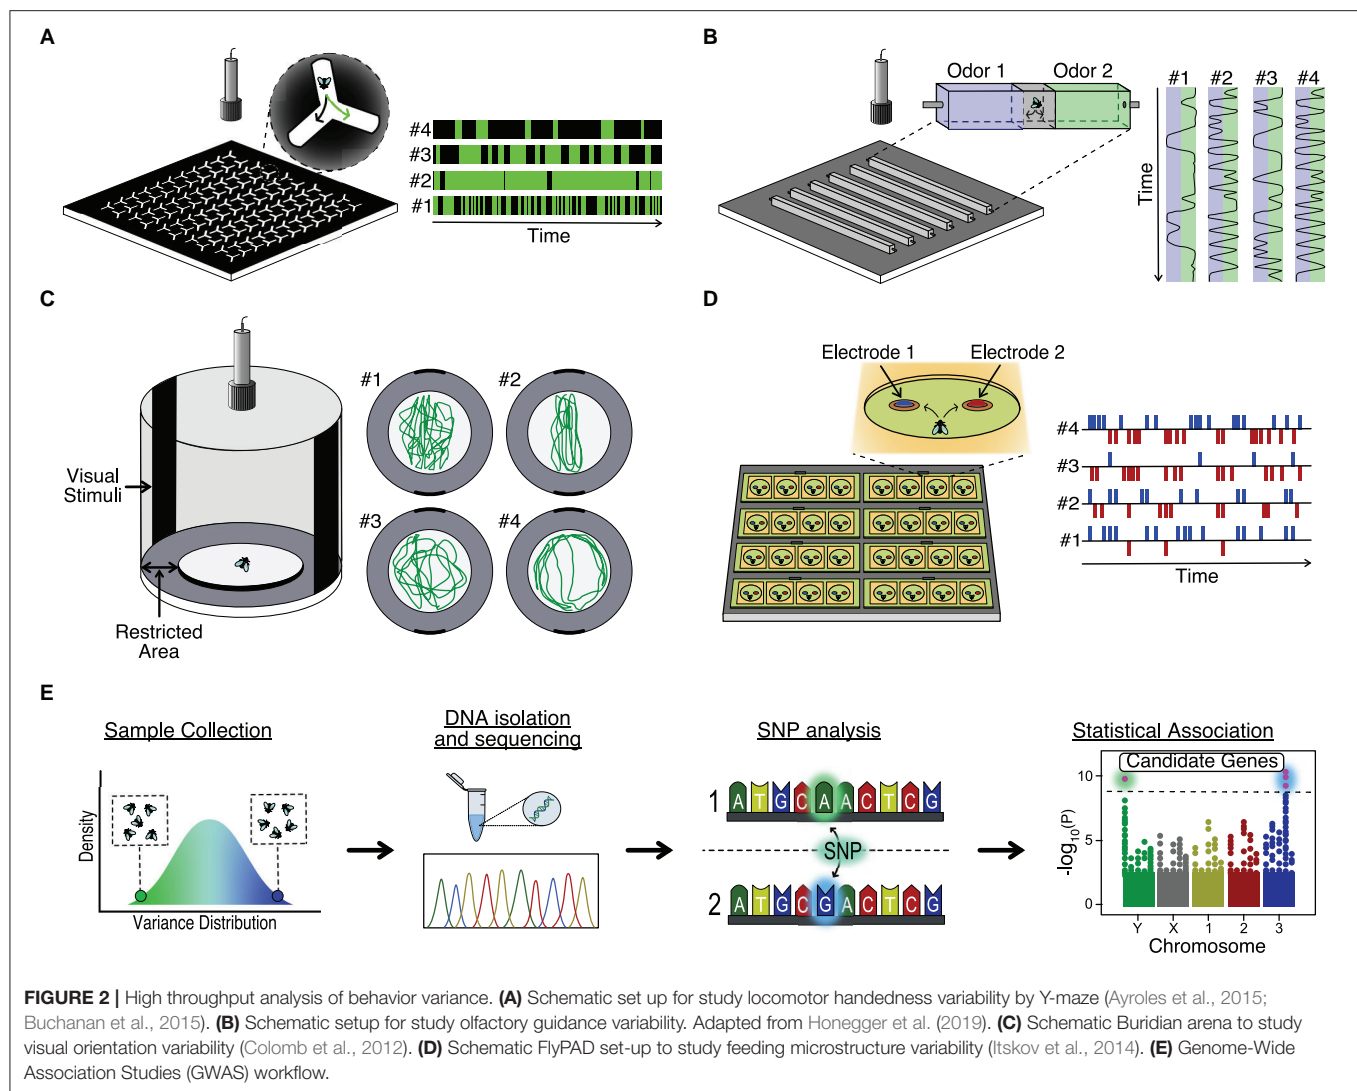 A
#4
#3
#2
#1
Time
B
Odor 1
Odor 2
#1
#2
#3
#4
Time
C
Visual
Stimuli
Restricted
Area
#1
#2
#3
#4
D
Electrode 1
Electrode 2
#4
#3
#2
#1
Time
E
Sample Collection
Density
Variance Distribution
DNA isolation
and sequencing
SNP analysis
1 A T G C A A C T C G
SNP
2 A T G C G A C T C G
Statistical Association
Candidate Genes
-log10(P)
10
5
0
Y X 1 2 3
Chromosome
FIGURE 2 | High throughput analysis of behavior variance. (A) Schematic set up for study locomotor handedness variability by Y-maze (Ayroles et al., 2015;
Buchanan et al., 2015). (B) Schematic setup for study olfactory guidance variability. Adapted from Honegger et al. (2019). (C) Schematic Buridian arena to study
visual orientation variability (Colomb et al., 2012). (D) Schematic FlyPAD set-up to study feeding microstructure variability (Itskov et al., 2014). (E) Genome-Wide
Association Studies (GWAS) workflow.